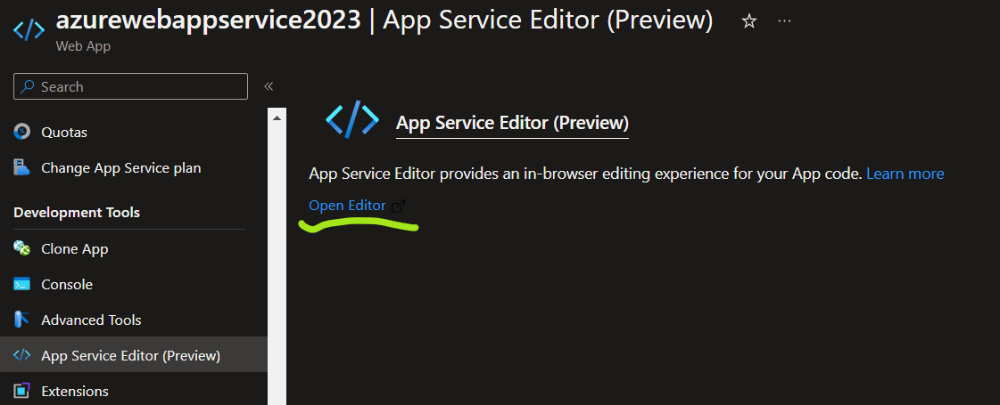 azurewebappservice2023 | App Service Editor (Preview)
Web App
Search
Quotas
Change App Service plan
Development Tools
Clone App
Console
Advanced Tools
App Service Editor (Preview)
Extensions
App Service Editor (Preview)
App Service Editor provides an in-browser editing experience for your App code. Learn more
Open Editor